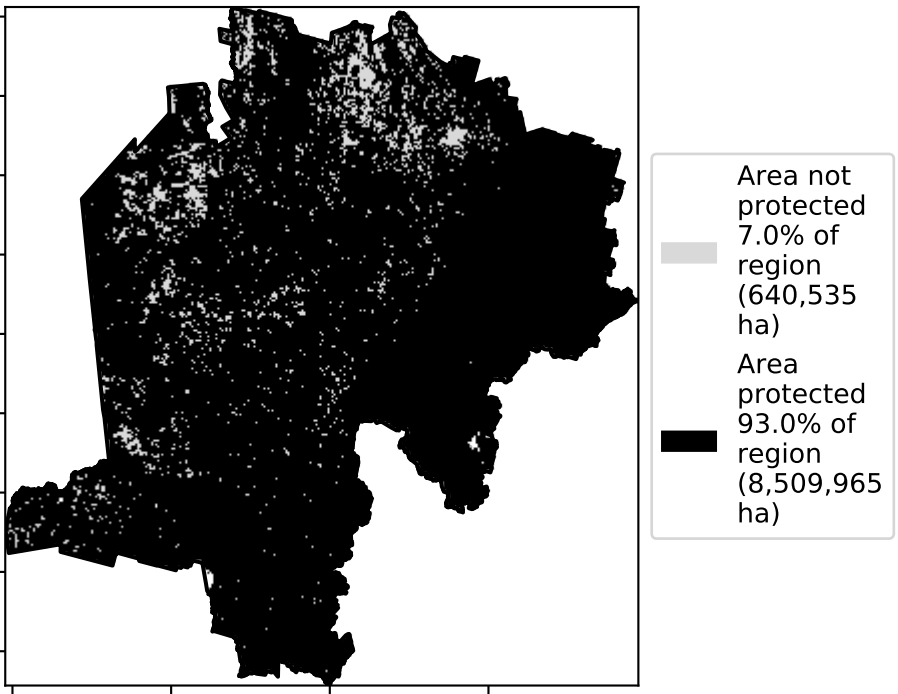 Area not
protected
7.0% of
region
(640,535
ha)
Area
protected
93.0% of
region
(8,509,965
ha)